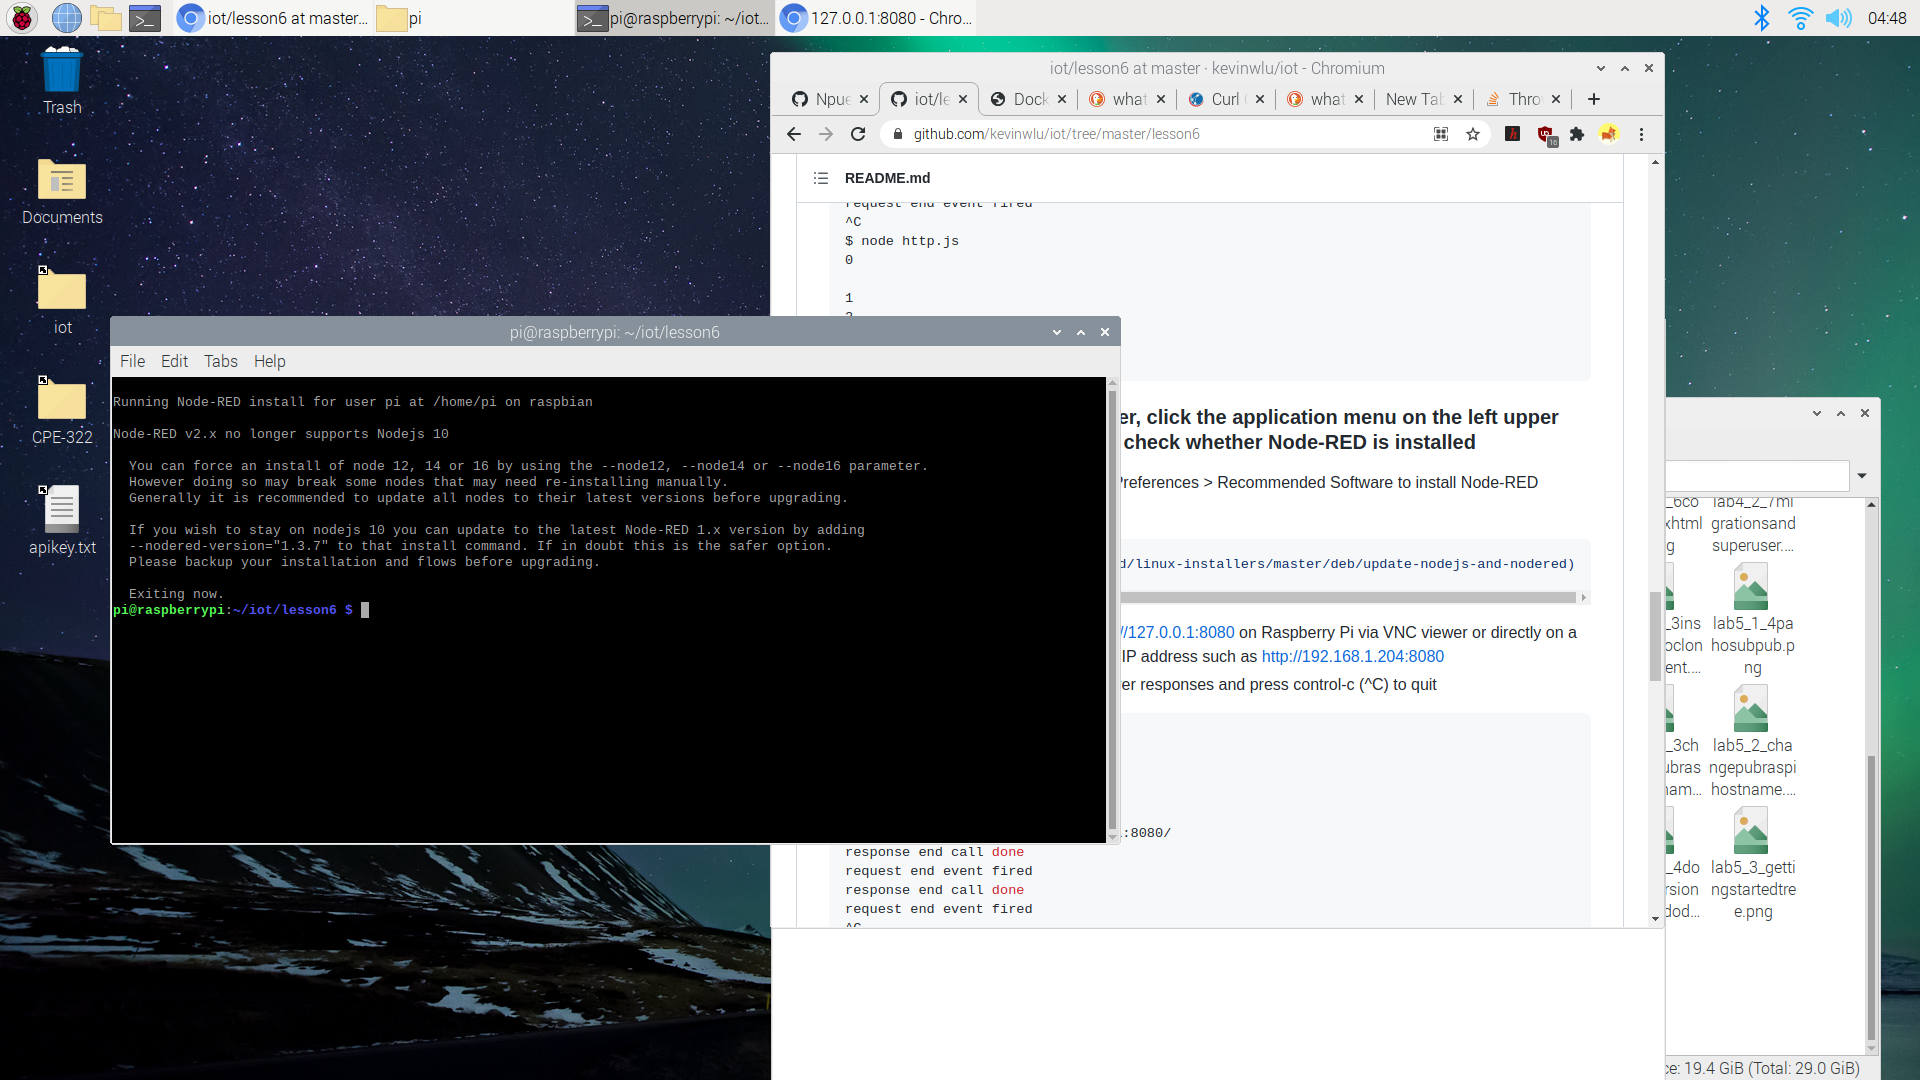 iot/lesson6 at master...
pi
pi@raspberrypi: ~/iot...
127.0.0.1:8080 - Chro...
04:48
Trash
Documents
iot
CPE-322
apikey.txt
iot/lesson6 at master · kevinwlu/iot - Chromium
Npue
iot/le
Dock
what
Curl
what
New Tab
Thro
github.com/kevinwlu/iot/tree/master/lesson6
README.md
request end event fired
^C
$ node http.js
0
1
2
er, click the application menu on the left upper
check whether Node-RED is installed
Preferences > Recommended Software to install Node-RED
d/linux-installers/master/deb/update-nodejs-and-nodered)
//127.0.0.1:8080 on Raspberry Pi via VNC viewer or directly on a
IP address such as http://192.168.1.204:8080
er responses and press control-c (^C) to quit
:8080/
response end call done
request end event fired
response end call done
request end event fired
^C
pi@raspberrypi: ~/iot/lesson6
File Edit Tabs Help
Running Node-RED install for user pi at /home/pi on raspbian
Node-RED v2.x no longer supports Nodejs 10
You can force an install of node 12, 14 or 16 by using the --node12, --node14 or --node16 parameter.
However doing so may break some nodes that may need re-installing manually.
Generally it is recommended to update all nodes to their latest versions before upgrading.
If you wish to stay on nodejs 10 you can update to the latest Node-RED 1.x version by adding
--nodered-version="1.3.7" to that install command. If in doubt this is the safer option.
Please backup your installation and flows before upgrading.
Exiting now.
pi@raspberrypi:~/iot/lesson6 $
_6co
xhtml
g
lab4_2_7mi
grationsand
superuser....
_3ins
oclon
ent....
lab5_1_4pa
hosubpub.p
ng
_3ch
ubras
nam...
lab5_2_cha
ngepubraspi
hostname....
_4do
rsion
dod...
lab5_3_getti
ngstartedtre
e.png
ce: 19.4 GiB (Total: 29.0 GiB)